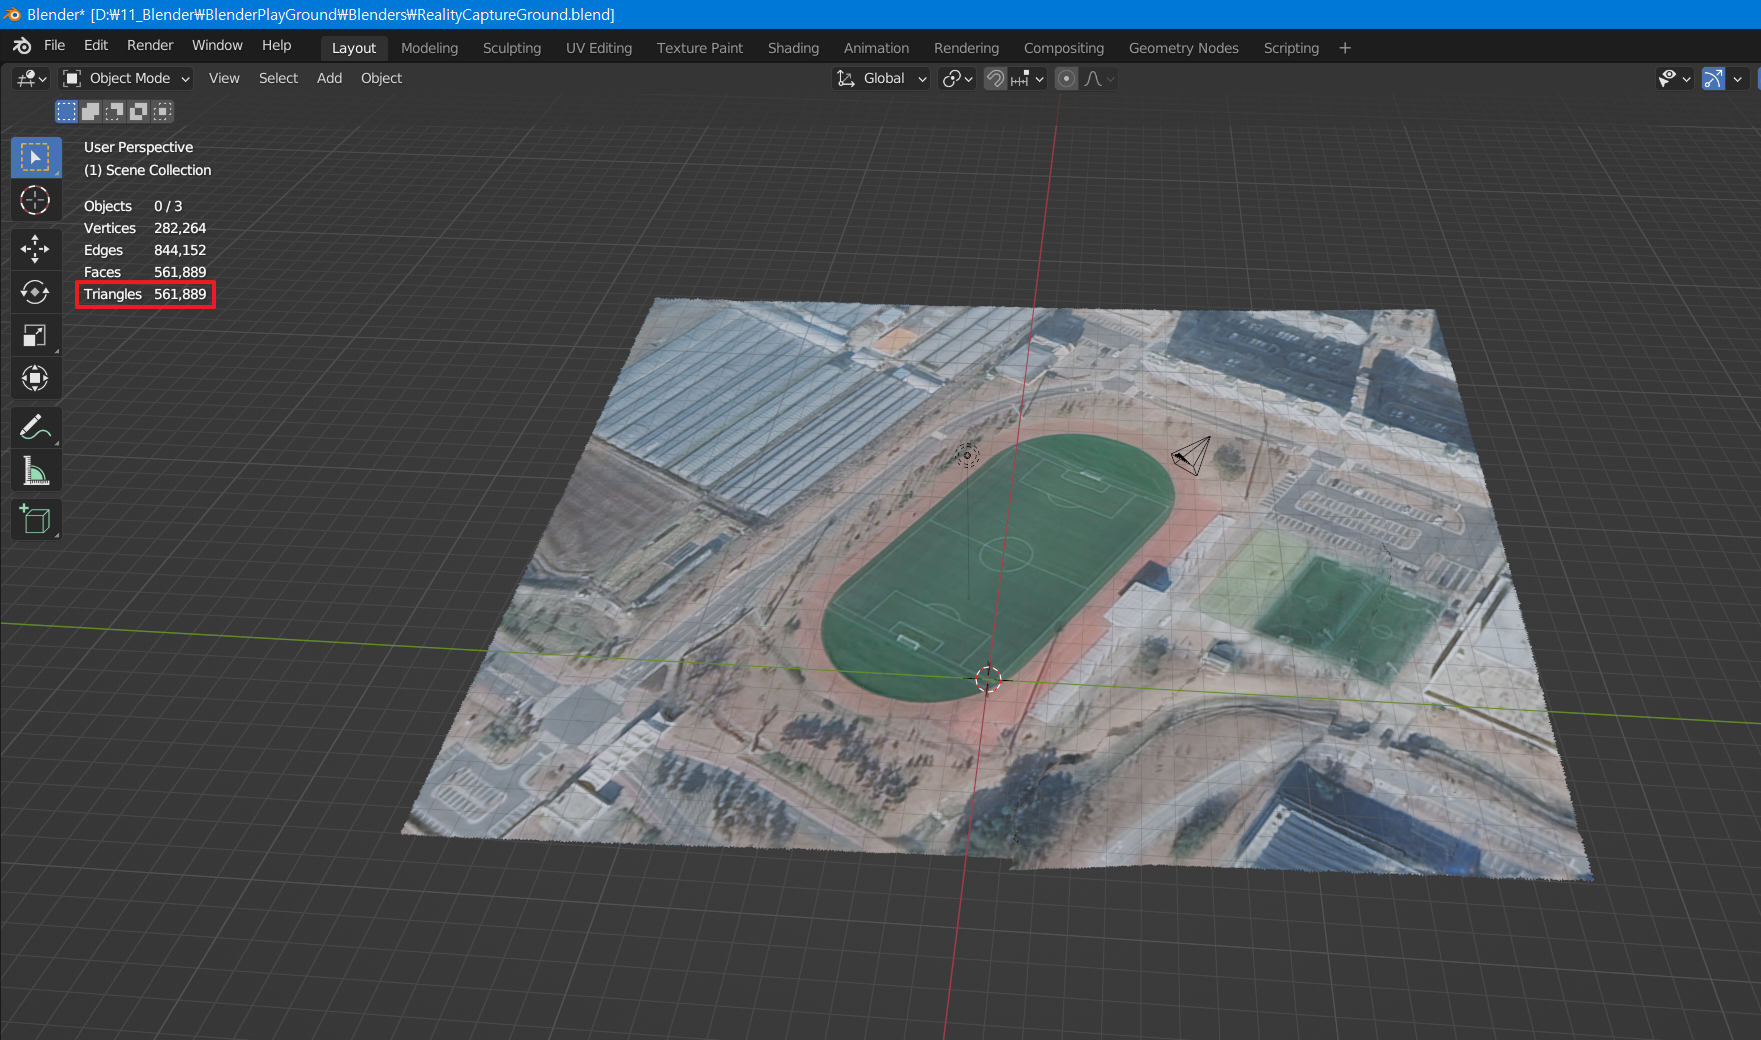 Blender* [D:₩11_Blender₩BlenderPlayGround₩Blenders₩RealityCaptureGround.blend]
File Edit Render Window Help Layout Modeling Sculpting UV Editing Texture Paint Shading Animation Rendering Compositing Geometry Nodes Scripting +
Object Mode View Select Add Object Global
User Perspective
(1) Scene Collection
Objects 0 / 3
Vertices 282,264
Edges 844,152
Faces 561,889
Triangles 561,889